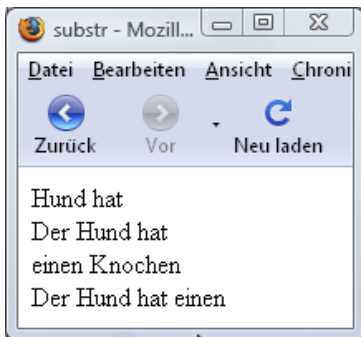 substr - Mozill...
Datei Bearbeiten Ansicht Chroni
Zurück Vor Neu laden
Hund hat
Der Hund hat
einen Knochen
Der Hund hat einen